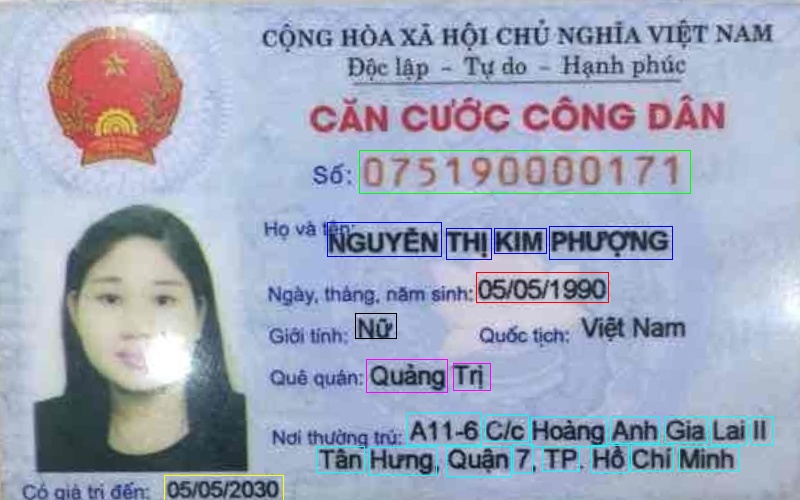 CỘNG HÒA XÃ HỘI CHỦ NGHĨA VIỆT NAM
Độc lập - Tự do - Hạnh phúc
CĂN CƯỚC CÔNG DÂN
Số: 075190000171
Họ và tên: NGUYỄN THỊ KIM PHƯỢNG
Ngày, tháng, năm sinh: 05/05/1990
Giới tính: Nữ Quốc tịch: Việt Nam
Quê quán: Quảng Trị
Nơi thường trú: A11-6 C/c Hoàng Anh Gia Lai II
Tân Hưng, Quận 7, TP. Hồ Chí Minh
Có giá trị đến: 05/05/2030